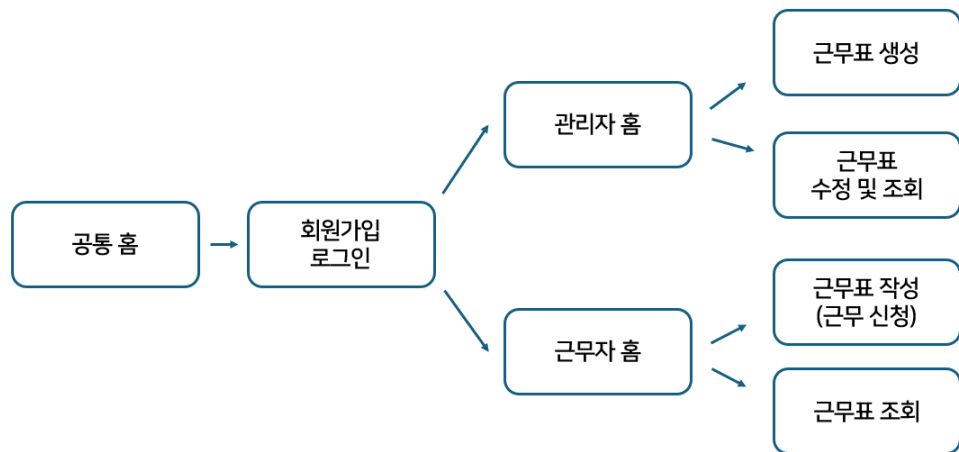 공통 홈
회원가입
로그인
관리자 홈
근무표 생성
근무표
수정 및 조회
근무자 홈
근무표 작성
(근무 신청)
근무표 조회